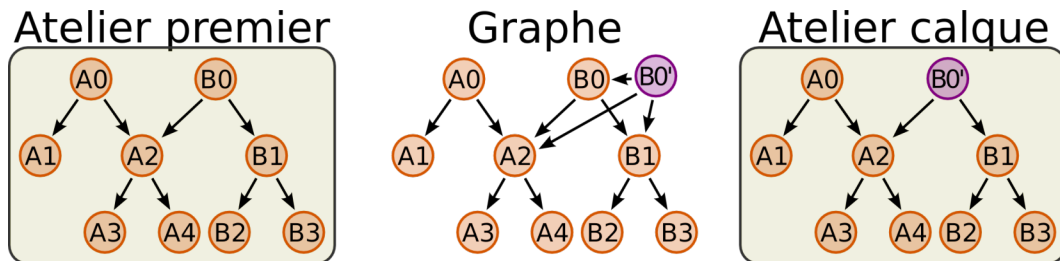 Atelier premier Graphe Atelier calque
A0 B0 A0 B0 B0' A0 B0'
A1 A2 B1 A1 A2 B1 A1 A2 B1
A3 A4 B2 B3 A3 A4 B2 B3 A3 A4 B2 B3